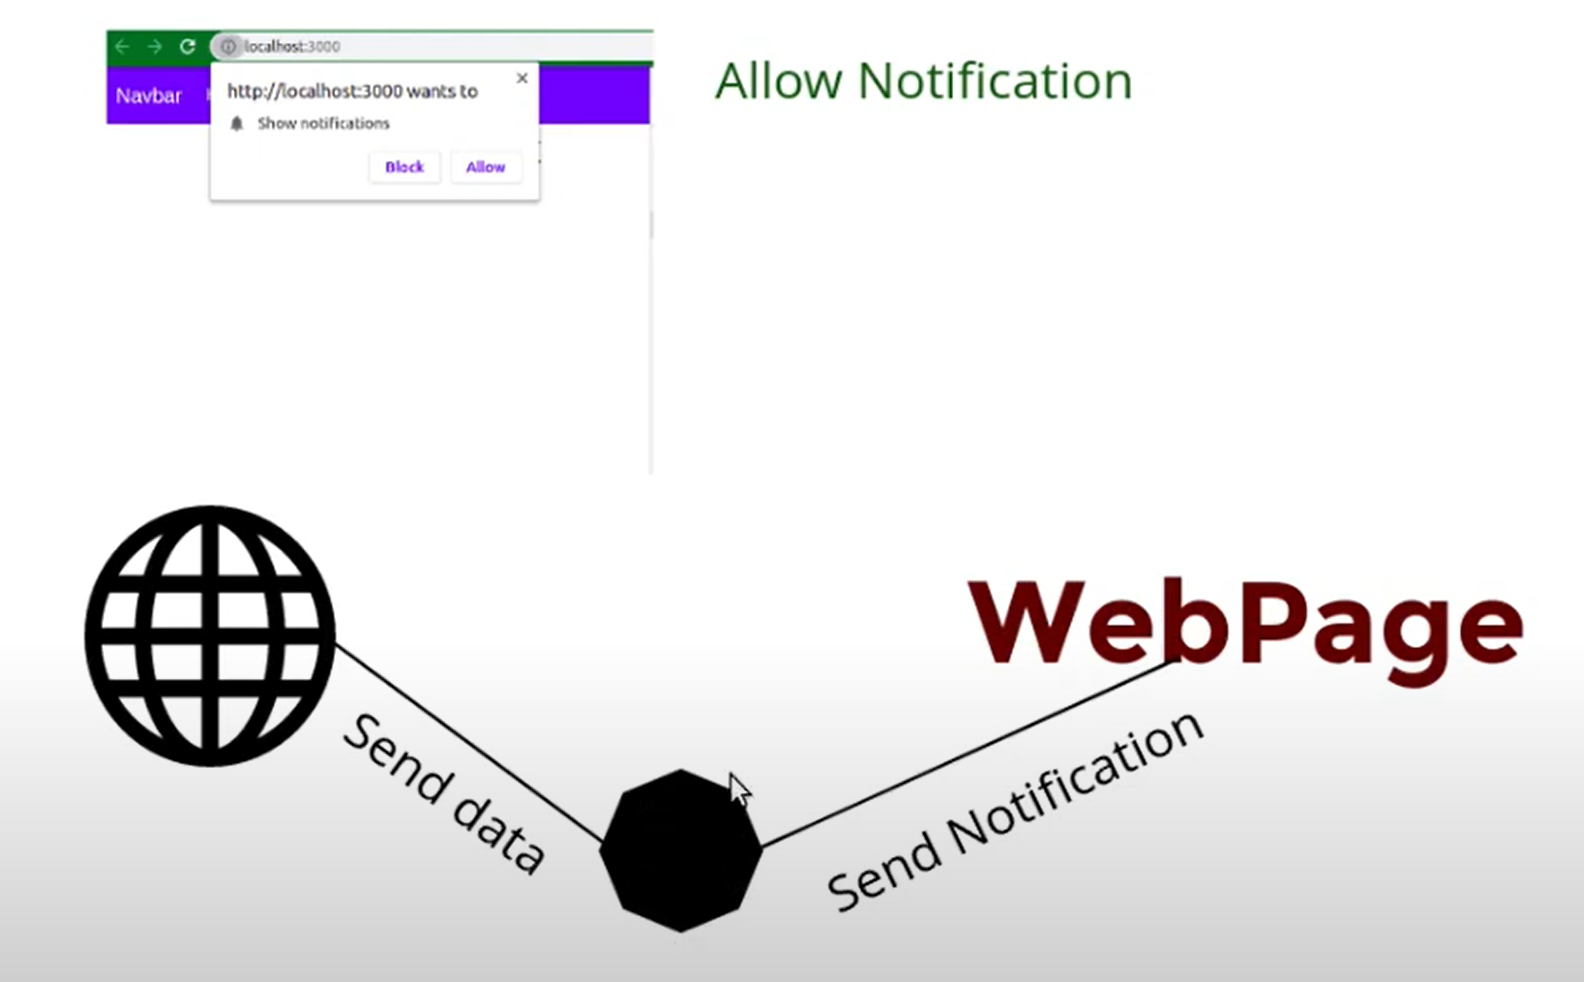 localhost:3000
Allow Notification
http://localhost:3000 wants to
Navbar
Show notifications
Block Allow
WebPage
Send data
Send Notification